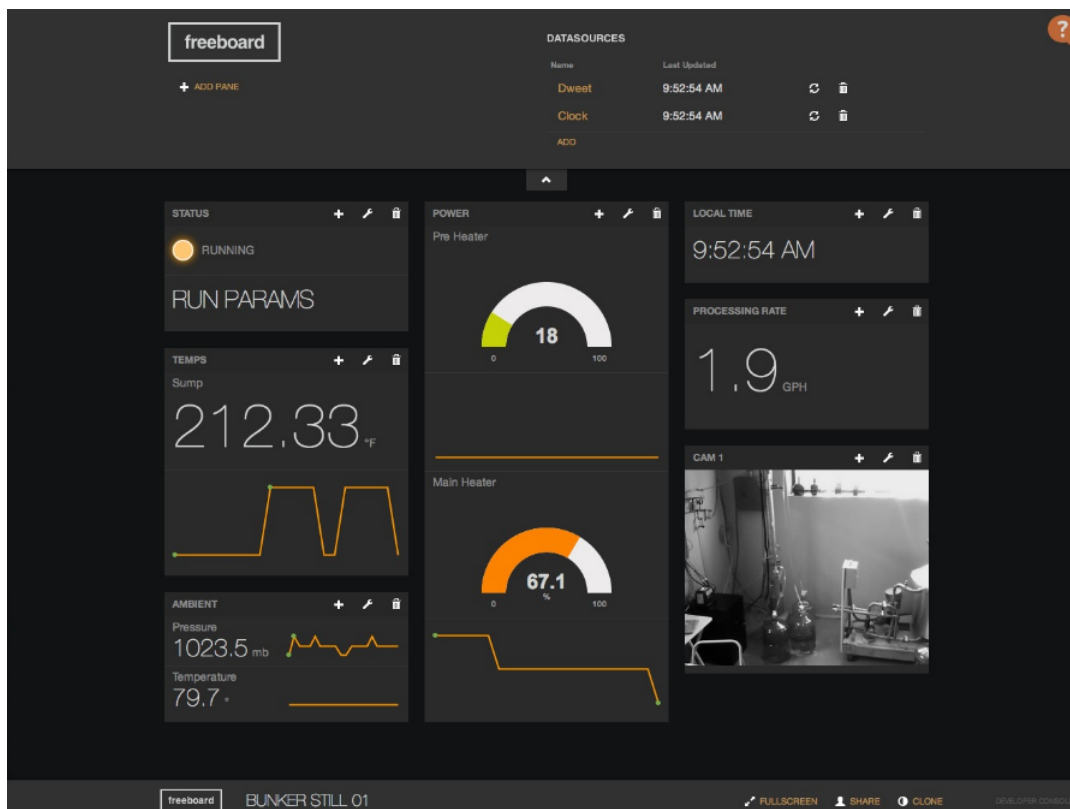 freeboard
ADD PANE
DATASOURCES
Name Last Updated
Dweet 9:52:54 AM
Clock 9:52:54 AM
ADD
?
STATUS
RUNNING
RUN PARAMS
TEMPS
Sump
212.33 °F
AMBIENT
Pressure
1023.5 mb
Temperature
79.7 °
POWER
Pre Heater
18
0 100
Main Heater
67.1
%
0 100
LOCAL TIME
9:52:54 AM
PROCESSING RATE
1.9 GPH
CAM 1
freeboard BUNKER STILL 01 FULLSCREEN SHARE CLONE DEVELOPER